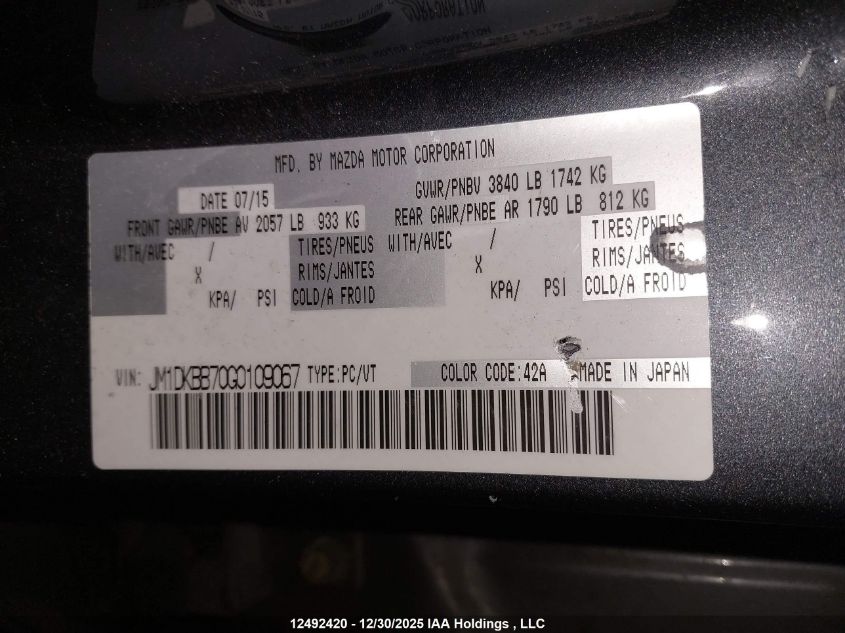 MFD. BY MAZDA MOTOR CORPORATION
DATE 07/15
GVWR/PNBV 3840 LB 1742 KG
FRONT GAWR/PNBE AV 2057 LB 933 KG
REAR GAWR/PNBE AR 1790 LB 812 KG
WITH/AVEC / TIRES/PNEUS
X RIMS/JANTES
KPA/ PSI COLD/A FROID
WITH/AVEC / TIRES/PNEUS
X RIMS/JANTES
KPA/ PSI COLD/A FROID
VIN: JM1DKBB70G0109067 TYPE:PC/VT
COLOR CODE:42A MADE IN JAPAN
12492420 - 12/30/2025 IAA Holdings , LLC